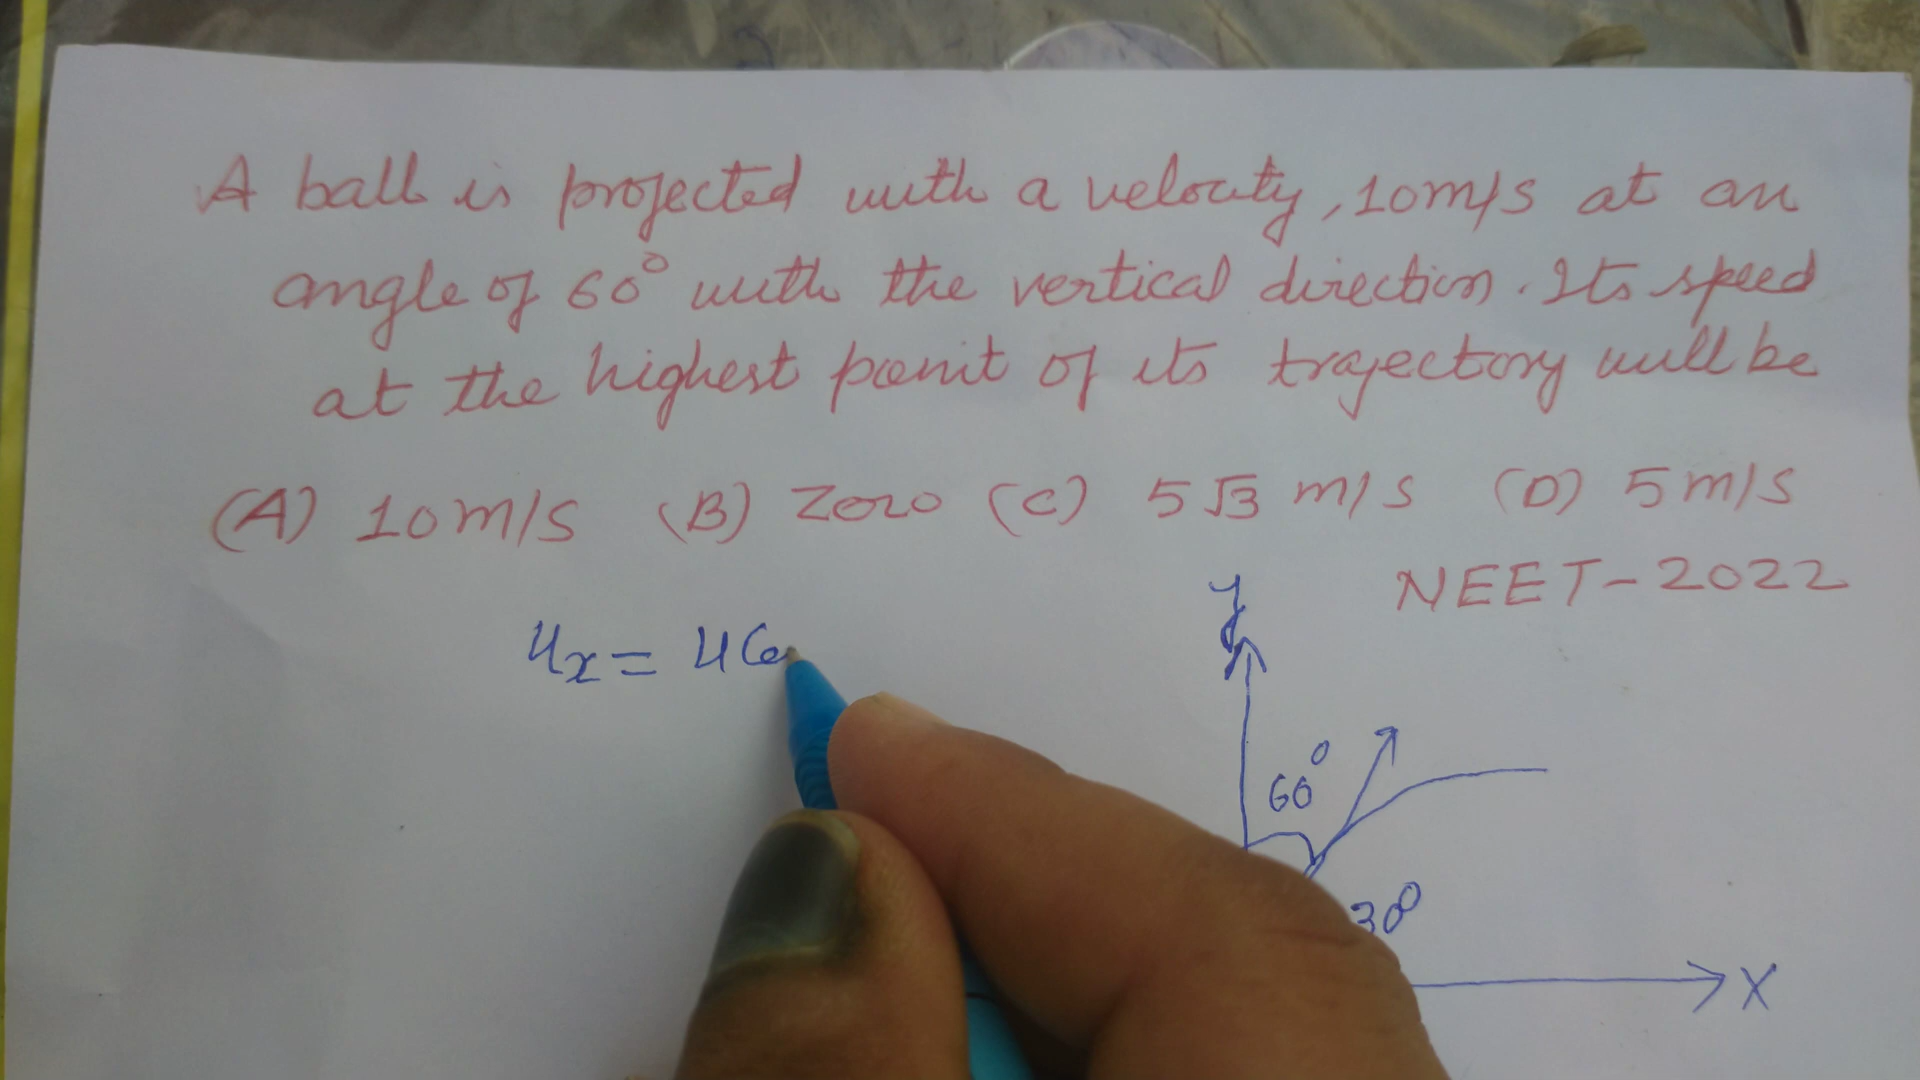 A ball is projected with a velocity, 10m/s at an
angle of 60° with the vertical direction. Its speed
at the highest point of its trajectory will be
(A) 10m/s (B) Zero (C) 5√3 m/s (D) 5m/s
NEET-2022
y
ux = u Co
60°
30°
X